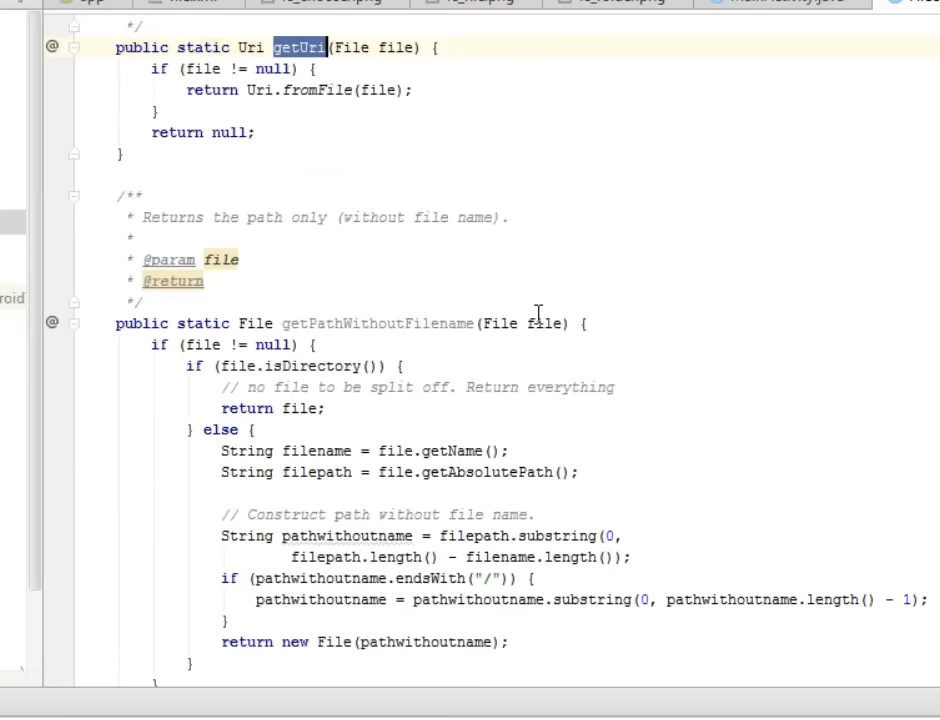 */
@ public static Uri getUri(File file) {
if (file != null) {
return Uri.fromFile(file);
}
return null;
}
/**
* Returns the path only (without file name).
*
* @param file
* @return
*/
@ public static File getPathWithoutFilename(File file) {
if (file != null) {
if (file.isDirectory()) {
// no file to be split off. Return everything
return file;
} else {
String filename = file.getName();
String filepath = file.getAbsolutePath();
// Construct path without file name.
String pathwithoutname = filepath.substring(0,
filepath.length() - filename.length());
if (pathwithoutname.endsWith("/")) {
pathwithoutname = pathwithoutname.substring(0, pathwithoutname.length() - 1);
}
return new File(pathwithoutname);
}
}